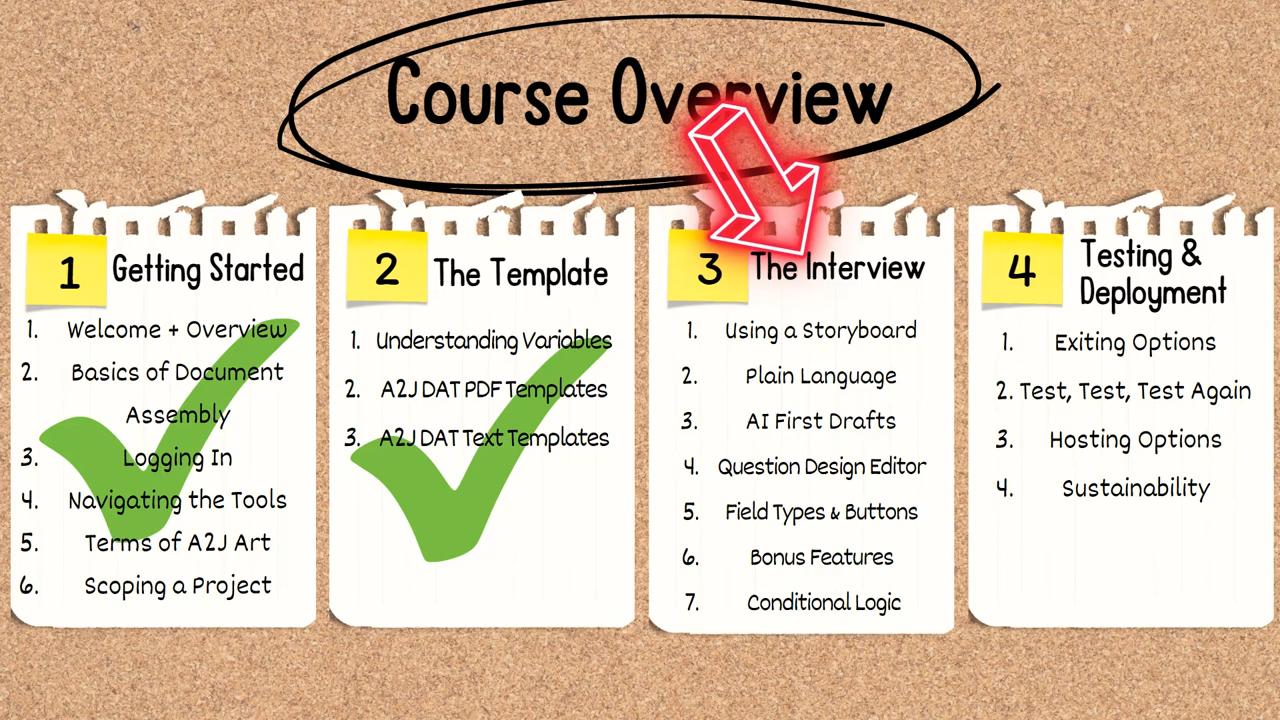 Course Overview
1
Getting Started
1. Welcome + Overview
2. Basics of Document
Assembly
3. Logging In
4. Navigating the Tools
5. Terms of A2J Art
6. Scoping a Project
2
The Template
1. Understanding Variables
2. A2J DAT PDF Templates
3. A2J DAT Text Templates
3
The Interview
1. Using a Storyboard
2. Plain Language
3. AI First Drafts
4. Question Design Editor
5. Field Types & Buttons
6. Bonus Features
7. Conditional Logic
4
Testing &
Deployment
1. Exiting Options
2. Test, Test, Test Again
3. Hosting Options
4. Sustainability